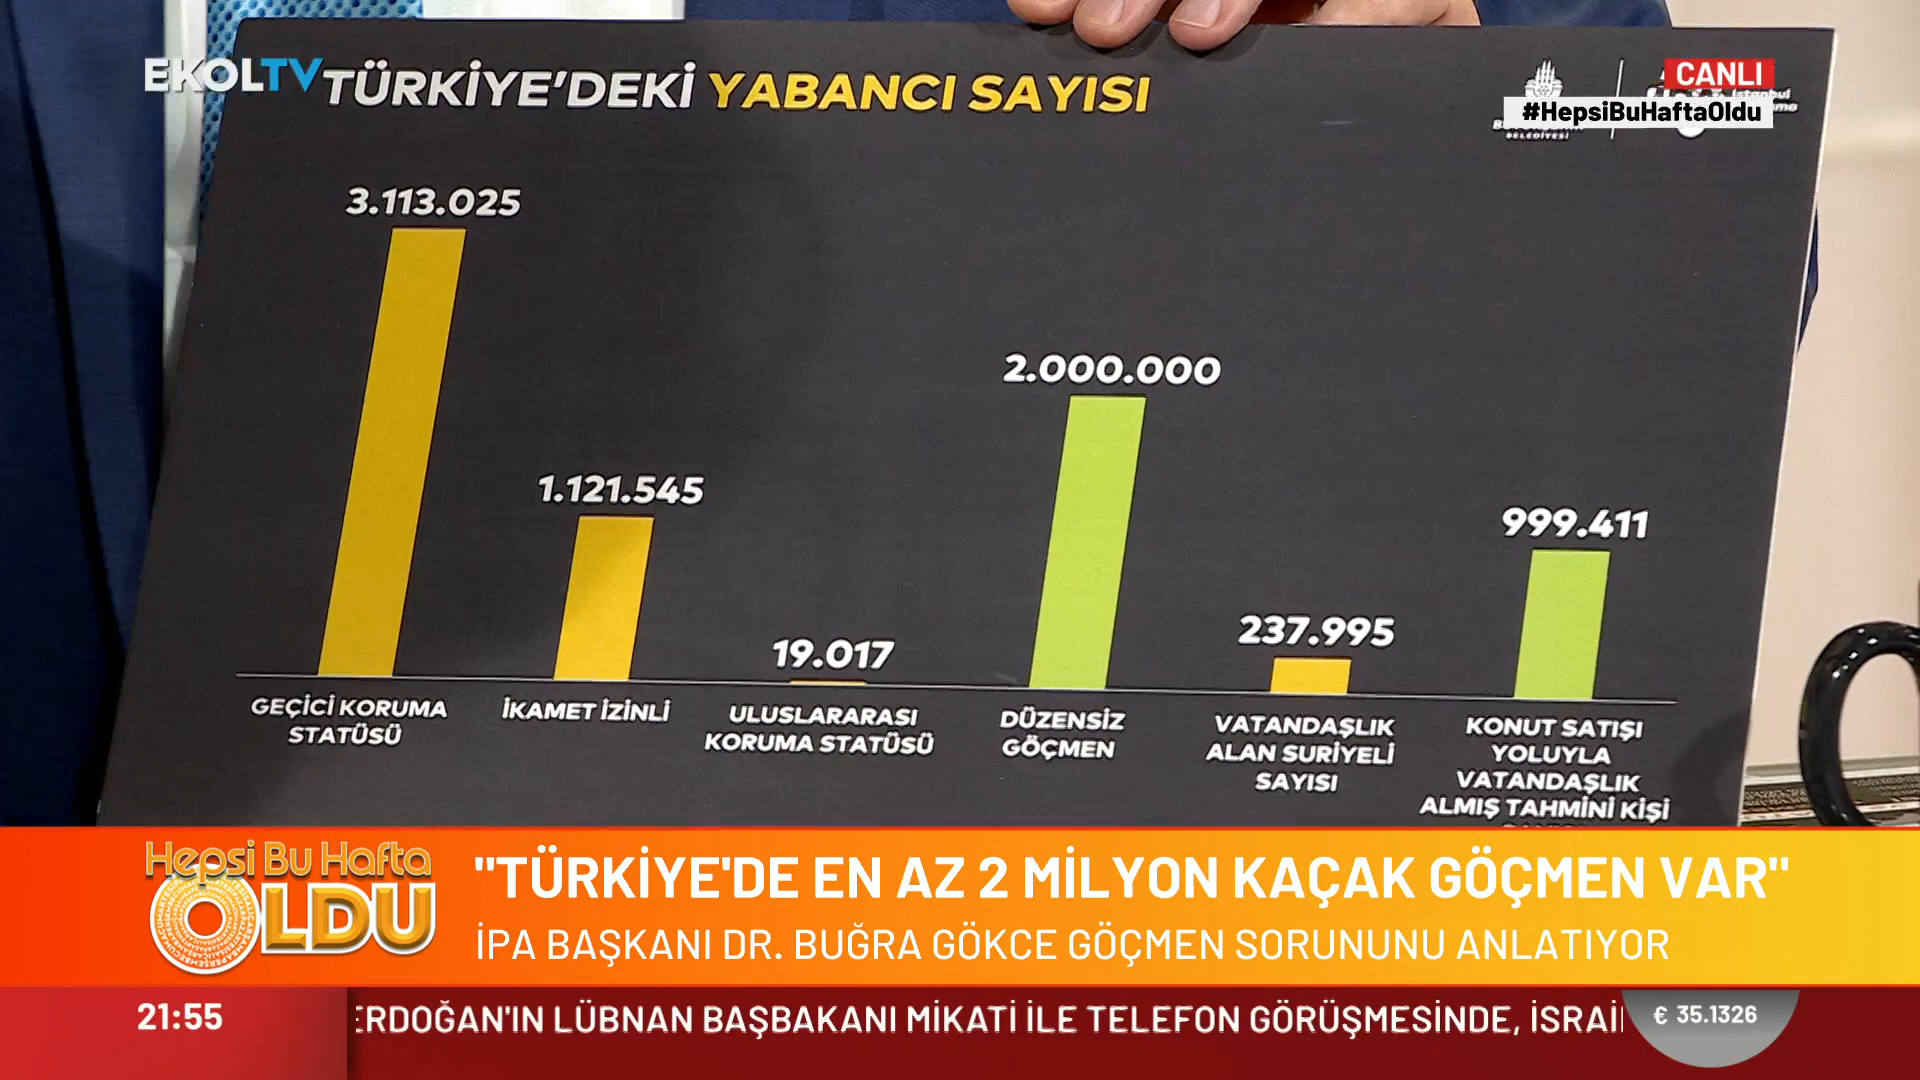 EKOLTV
TÜRKİYE'DEKİ YABANCI SAYISI
CANLI
#HepsiBuHaftaOldu
BELEDİYESİ
3.113.025
1.121.545
19.017
2.000.000
237.995
999.411
GEÇİCİ KORUMA
STATÜSÜ
İKAMET İZİNLİ
ULUSLARARASI
KORUMA STATÜSÜ
DÜZENSİZ
GÖÇMEN
VATANDAŞLIK
ALAN SURİYELİ
SAYISI
KONUT SATIŞI
YOLUYLA
VATANDAŞLIK
ALMIŞ TAHMİNİ KİŞİ
Hepsi Bu Hafta
OLDU
"TÜRKİYE'DE EN AZ 2 MİLYON KAÇAK GÖÇMEN VAR"
İPA BAŞKANI DR. BUĞRA GÖKCE GÖÇMEN SORUNUNU ANLATIYOR
21:55
ERDOĞAN'IN LÜBNAN BAŞBAKANI MİKATİ İLE TELEFON GÖRÜŞMESİNDE, İSRAİ
€ 35.1326